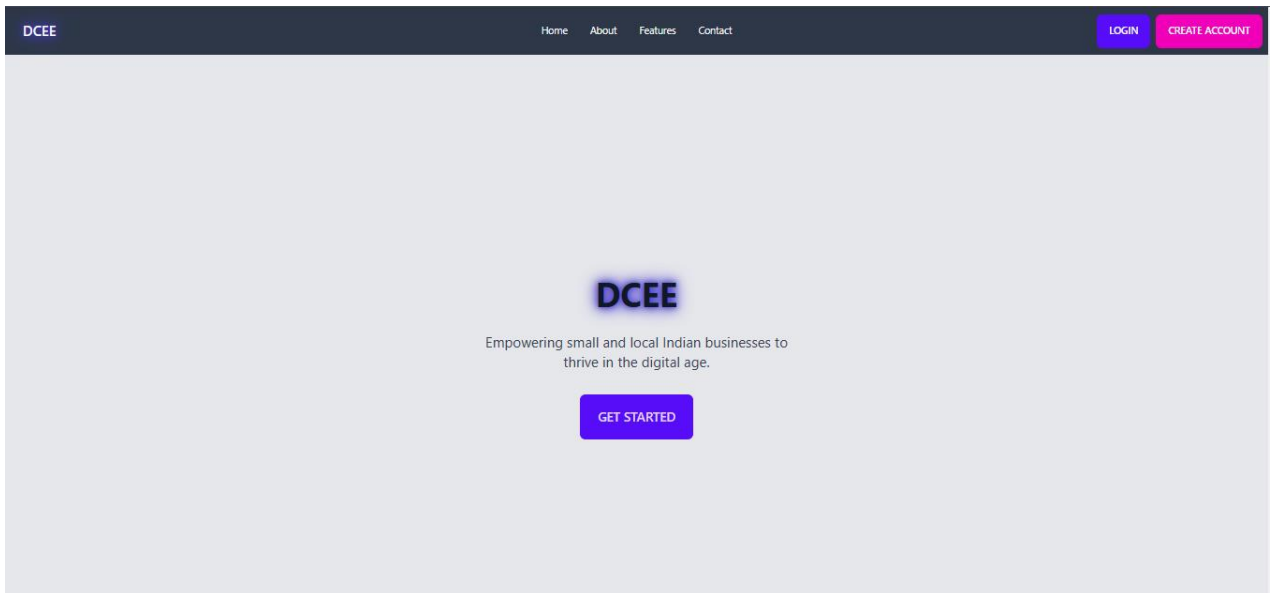 DCEE
Home
About
Features
Contact
LOGIN
CREATE ACCOUNT
DCEE
Empowering small and local Indian businesses to
thrive in the digital age.
GET STARTED